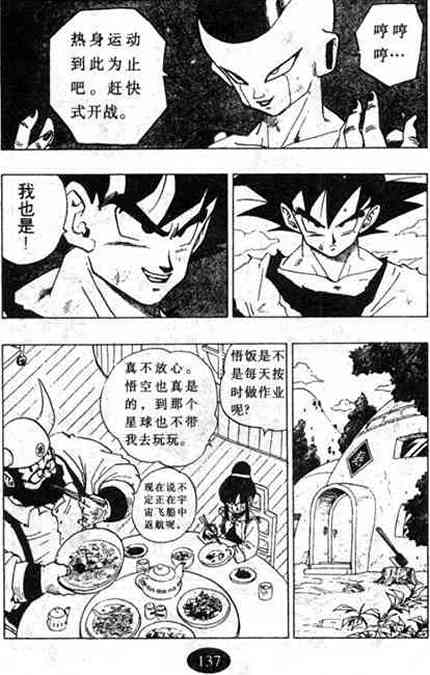 哼哼
哼…
热身运动
到此为止
吧。赶快
式开战。
我也是！
悟饭是不
是每天按
时做作业
呢？
真不放心。
悟空也真是
的，到那个
星球也不带
我去玩玩。
现在说不
定正在宇
宙飞船中
返航呢。
137